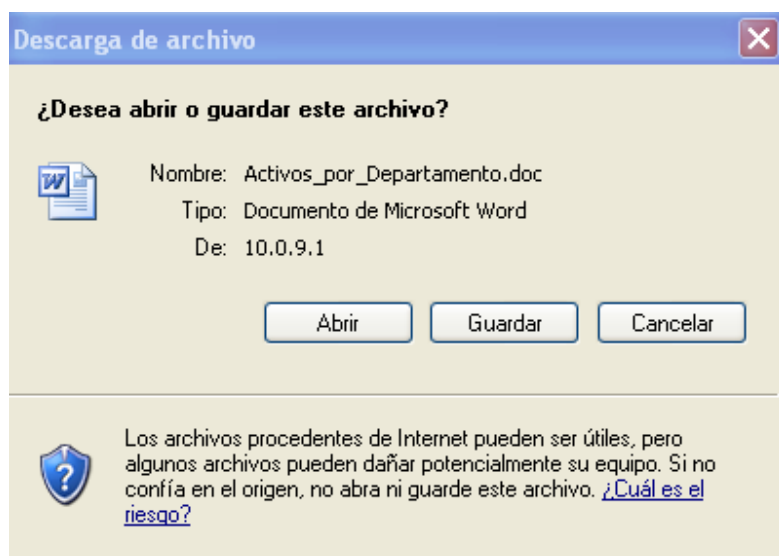 Descarga de archivo
¿Desea abrir o guardar este archivo?
Nombre: Activos_por_Departamento.doc
Tipo: Documento de Microsoft Word
De: 10.0.9.1
Abrir Guardar Cancelar
Los archivos procedentes de Internet pueden ser útiles, pero
algunos archivos pueden dañar potencialmente su equipo. Si no
confía en el origen, no abra ni guarde este archivo. ¿Cuál es el
riesgo?